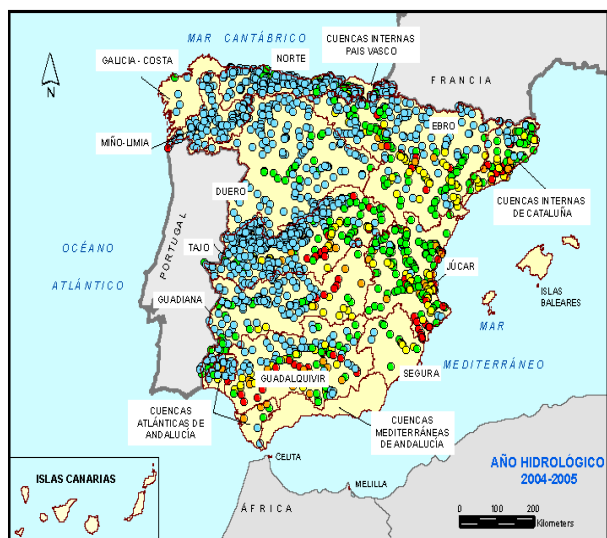 MAR CANTÁBRICO
CUENCAS INTERNAS
PAIS VASCO
GALICIA - COSTA
NORTE
FRANCIA
N
EBRO
MIÑO-LIMIA
DUERO
CUENCAS INTERNAS
DE CATALUÑA
PORTUGAL
OCÉANO
ATLÁNTICO
TAJO
JÚCAR
ISLAS
BALEARES
GUADIANA
MAR
MEDITERRÁNEO
GUADALQUIVIR
SEGURA
CUENCAS
ATLÁNTICAS DE
ANDALUCÍA
CUENCAS
MEDITERRÁNEAS
DE ANDALUCÍA
CEUTA
ISLAS CANARIAS
MELILLA
ÁFRICA
AÑO HIDROLÓGICO
2004-2005
0 50 100 200
Kilometers